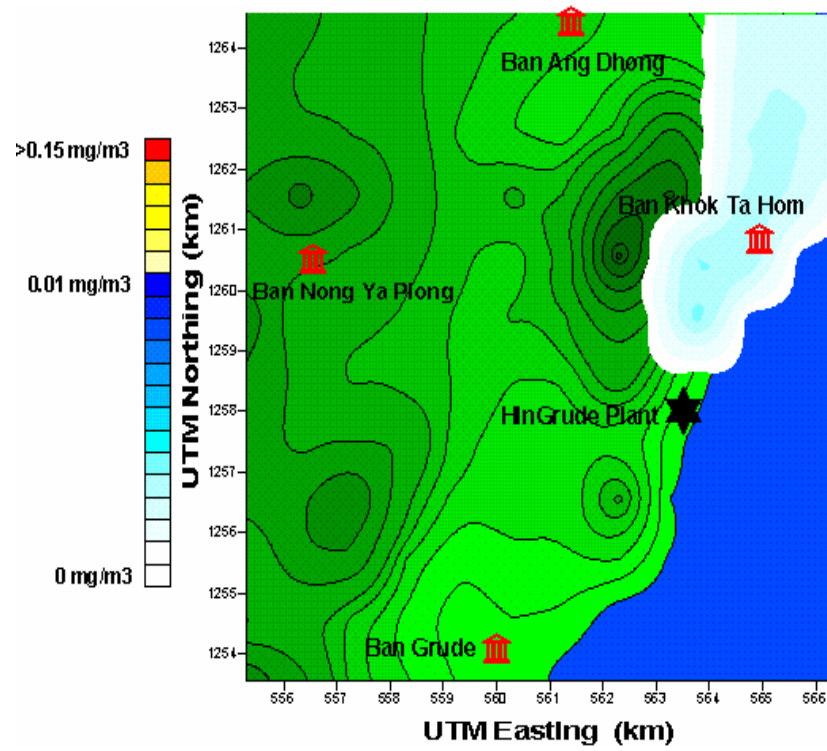 1264
Ban Ang Dhong
1263
>0.15 mg/m3
1262
Ban Khok Ta Hom
1261
0.01 mg/m3
1260
Ban Nong Ya Plong
UTM Northing (km)
1259
1258
HinGrude Plant
1257
1256
0 mg/m3
1255
Ban Grude
1254
556 557 558 559 560 561 562 563 564 565 566
UTM Easting (km)